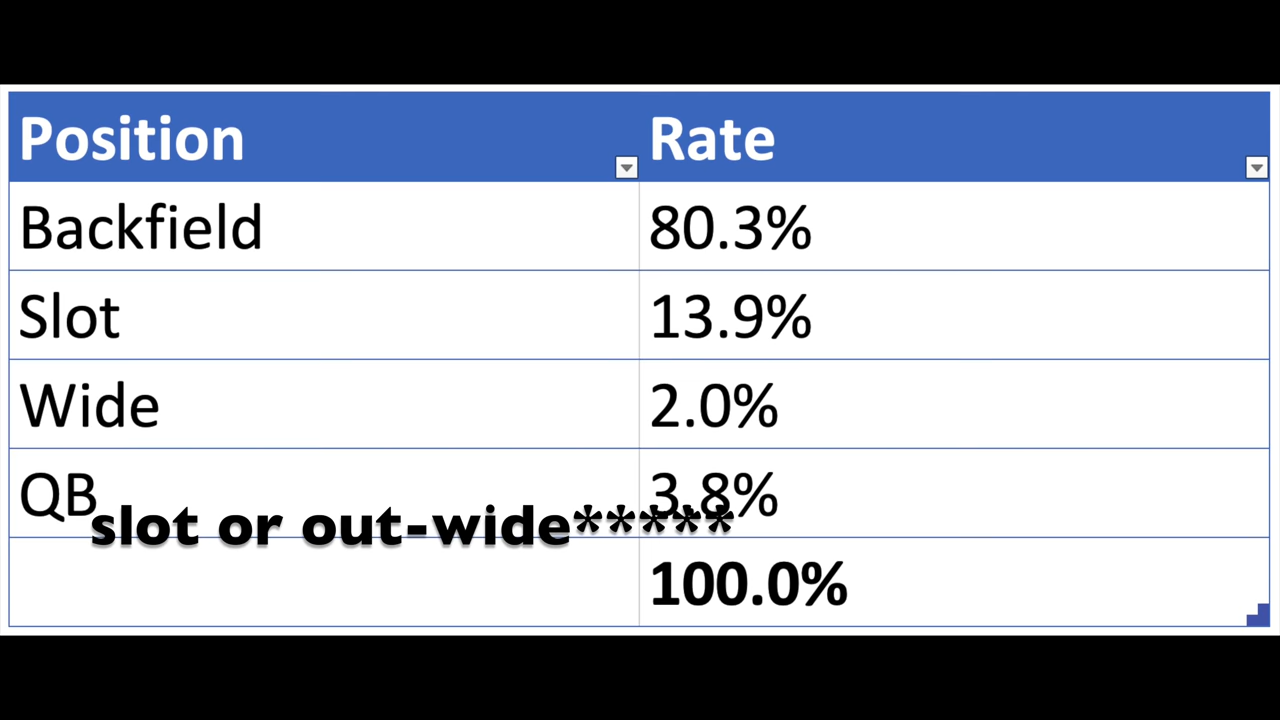 Position Rate
Backfield 80.3%
Slot 13.9%
Wide 2.0%
QB 3.8%
slot or out-wide*****
100.0%